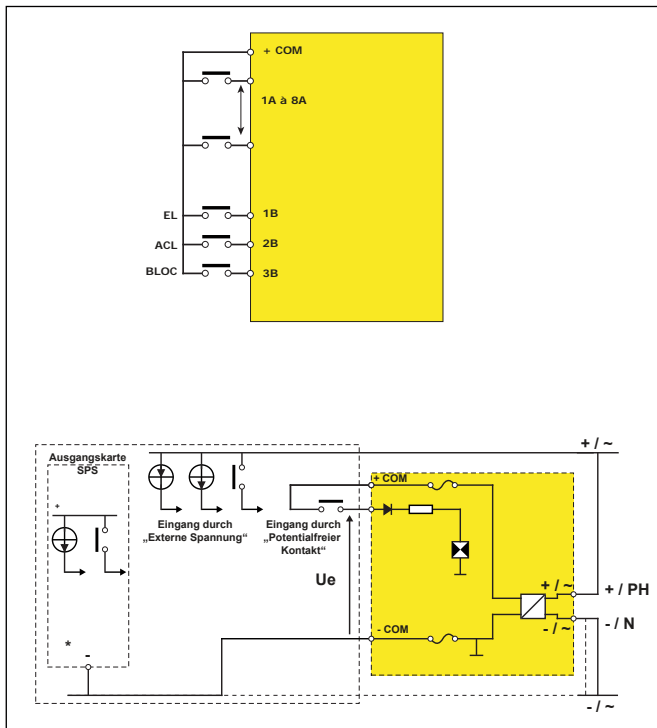 + COM
1A à 8A
EL
1B
ACL
2B
BLOC
3B
+ / ~
Ausgangskarte
SPS
+
+ COM
Eingang durch
„Externe Spannung“
Eingang durch
„Potentialfreier
Kontakt“
Ue
+ / ~
+ / PH
- / ~
- / N
- COM
*
-
- / ~